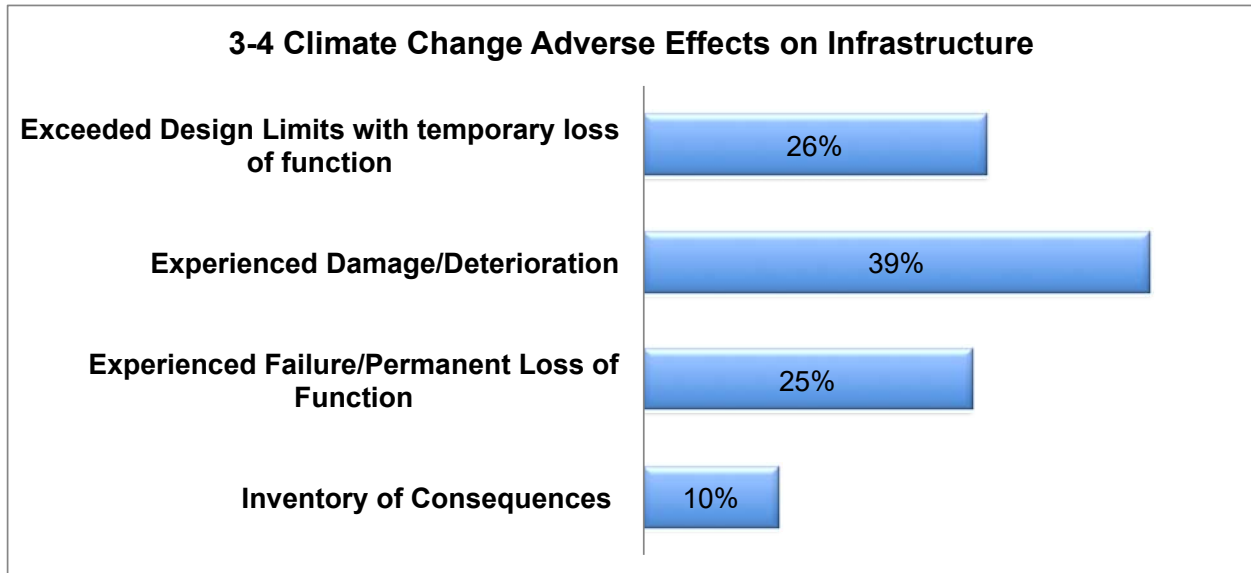 3-4 Climate Change Adverse Effects on Infrastructure
Exceeded Design Limits with temporary loss
of function
26%
Experienced Damage/Deterioration
39%
Experienced Failure/Permanent Loss of
Function
25%
Inventory of Consequences
10%